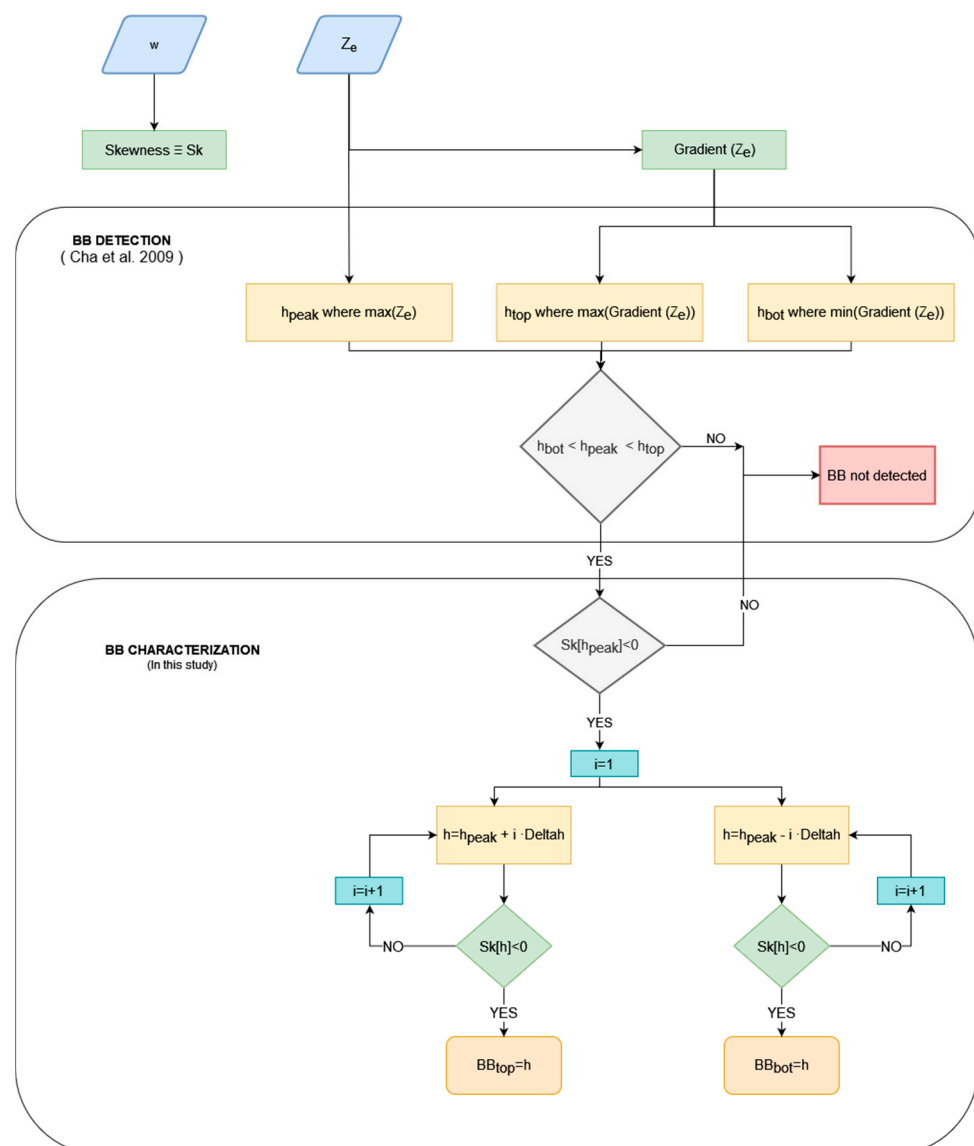 w
Ze
Skewness ≡ Sk
Gradient (Ze)
BB DETECTION
( Cha et al. 2009 )
hpeak where max(Ze)
htop where max(Gradient (Ze))
hbot where min(Gradient (Ze))
hbot < hpeak < htop
NO
BB not detected
YES
NO
BB CHARACTERIZATION
(In this study)
Sk[hpeak]<0
YES
i=1
h=hpeak + i ·Deltah
h=hpeak - i ·Deltah
i=i+1
i=i+1
Sk[h]<0
Sk[h]<0
NO
NO
YES
YES
BBtop=h
BBbot=h